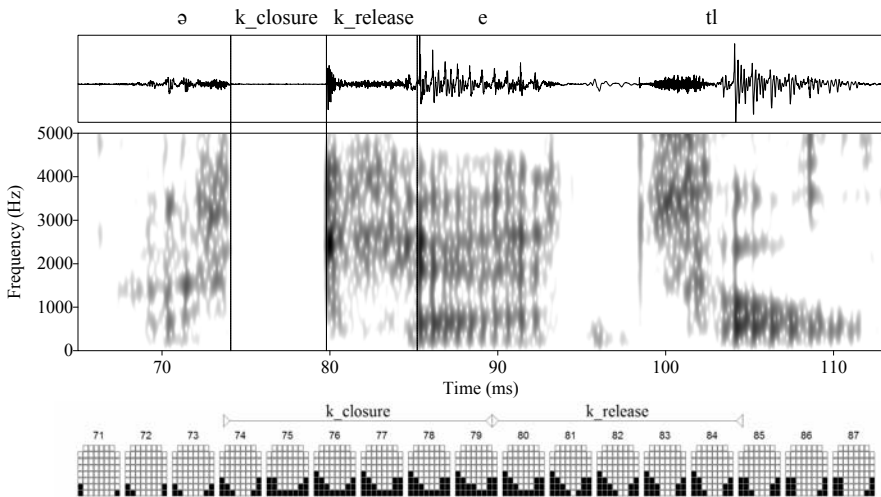 ə k_closure k_release e tl
5000
4000
3000
2000
1000
0
Frequency (Hz)
70 80 90 100 110
Time (ms)
k_closure k_release
71 72 73 74 75 76 77 78 79 80 81 82 83 84 85 86 87